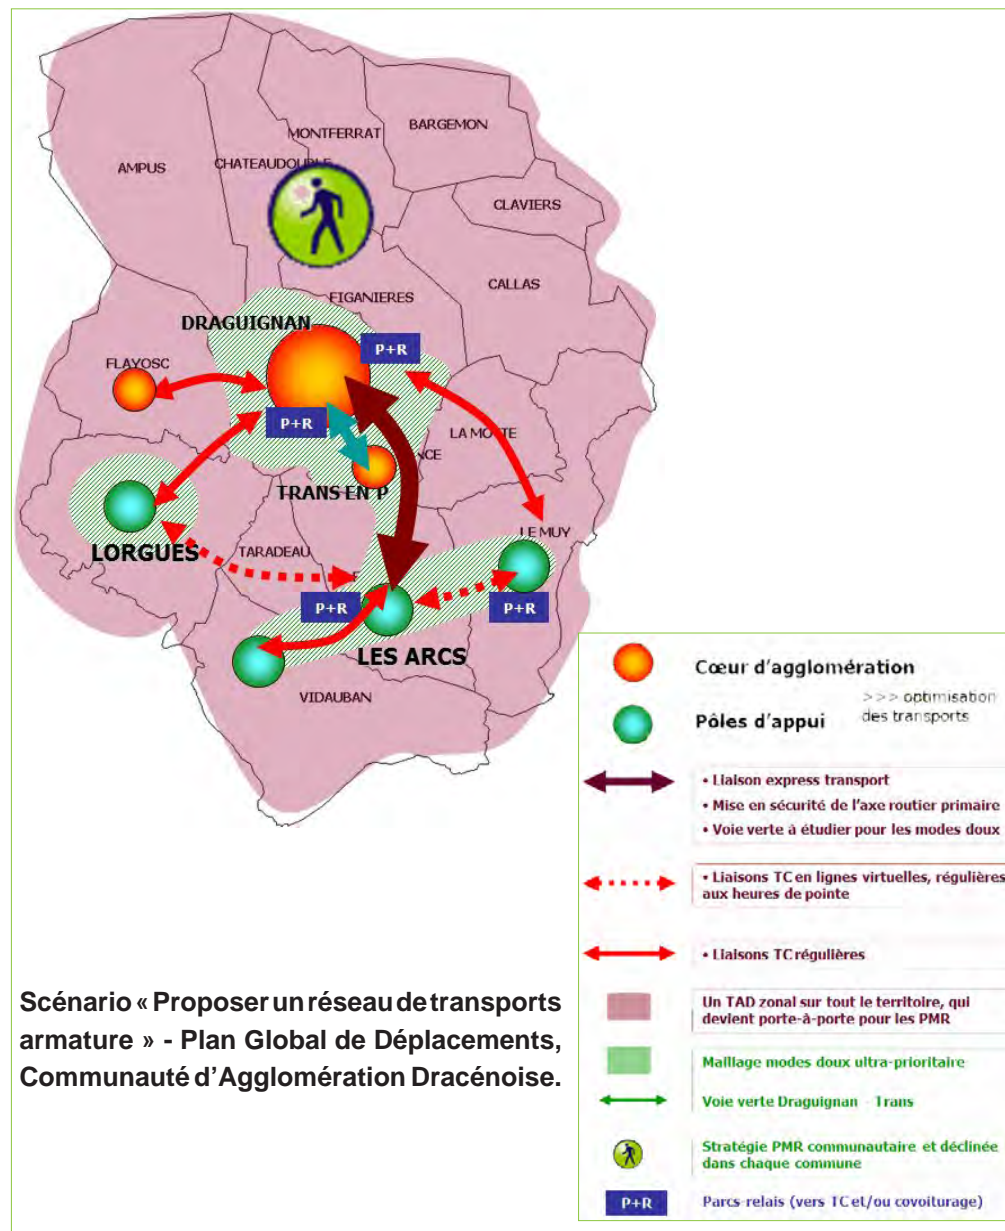 MONTFERRAT
BARGEMON
AMPUS
CHATEAUDOUBLE
CLAVIERS
CALLAS
FIGANIERES
DRAGUIGNAN
P+R
FLAYOSC
P+R
LA MOTTE
NCE
TRANS EN P
LE MUY
LORGUES
TARADEAU
P+R
P+R
LES ARCS
VIDAUBAN
Cœur d'agglomération
>>> optimisation
des transports
Pôles d'appui
• Liaison express transport
• Mise en sécurité de l'axe routier primaire
• Voie verte à étudier pour les modes doux
• Liaisons TC en lignes virtuelles, régulières
aux heures de pointe
• Liaisons TC régulières
Un TAD zonal sur tout le territoire, qui
devient porte-à-porte pour les PMR
Maillage modes doux ultra-prioritaire
Voie verte Draguignan - Trans
Stratégie PMR communautaire et déclinée
dans chaque commune
P+R
Parcs-relais (vers TC et/ou covoiturage)
Scénario « Proposer un réseau de transports
armature » - Plan Global de Déplacements,
Communauté d'Agglomération Dracénoise.